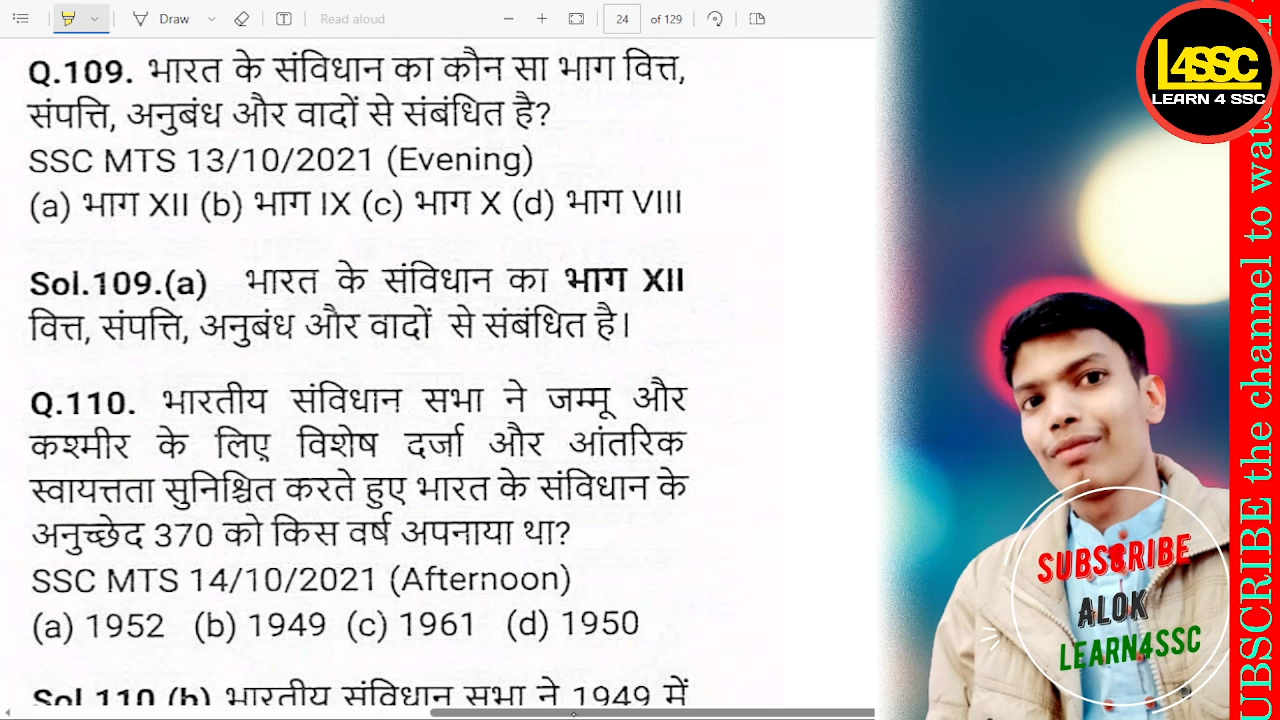 Draw
Read aloud
24
of 129
Q.109. भारत के संविधान का कौन सा भाग वित्त,
संपत्ति, अनुबंध और वादों से संबंधित है?
SSC MTS 13/10/2021 (Evening)
(a) भाग XII (b) भाग IX (c) भाग X (d) भाग VIII
Sol.109.(a) भारत के संविधान का भाग XII
वित्त, संपत्ति, अनुबंध और वादों से संबंधित है।
Q.110. भारतीय संविधान सभा ने जम्मू और
कश्मीर के लिए विशेष दर्जा और आंतरिक
स्वायत्तता सुनिश्चित करते हुए भारत के संविधान के
अनुच्छेद 370 को किस वर्ष अपनाया था?
SSC MTS 14/10/2021 (Afternoon)
(a) 1952 (b) 1949 (c) 1961 (d) 1950
Sol.110.(b) भारतीय संविधान सभा ने 1949 में
L4SSC
LEARN 4 SSC
SUBSCRIBE
ALOK
LEARN4SSC
UBSCRIBE the channel to wate